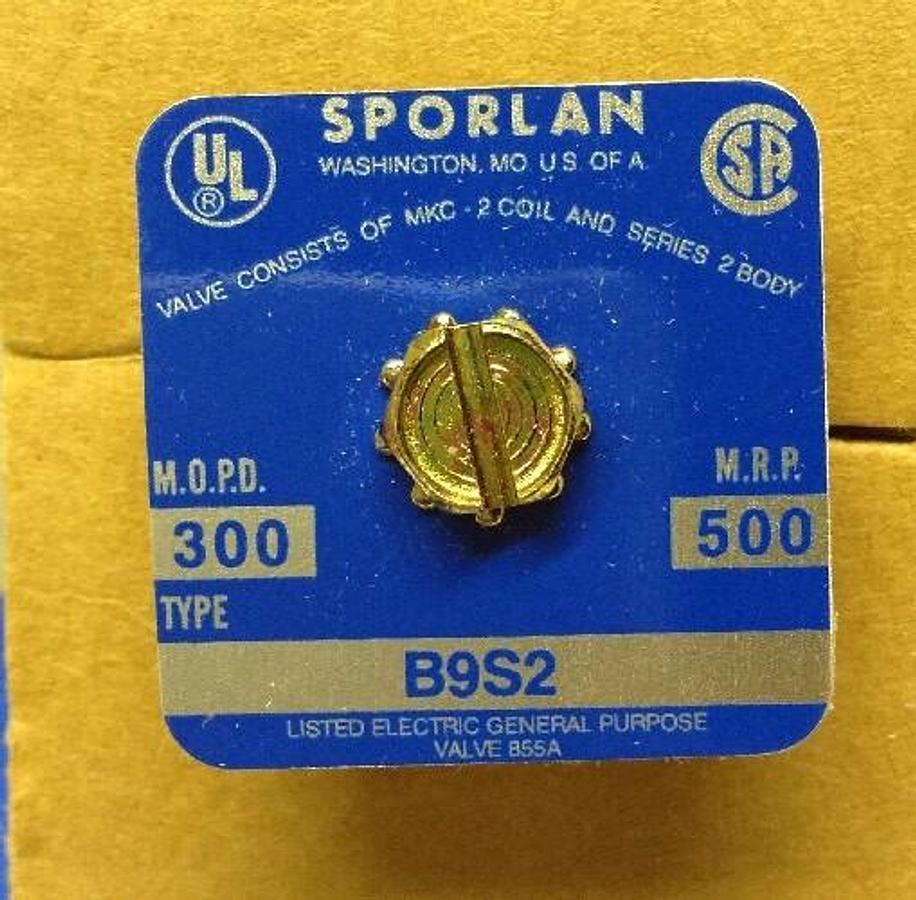 SPORLAN
UL
®
SA
WASHINGTON, MO U S OF A
VALVE CONSISTS OF MKC - 2 COIL AND SERIES 2 BODY
M.O.P.D.
M.R.P.
300
500
TYPE
B9S2
LISTED ELECTRIC GENERAL PURPOSE
VALVE 855A